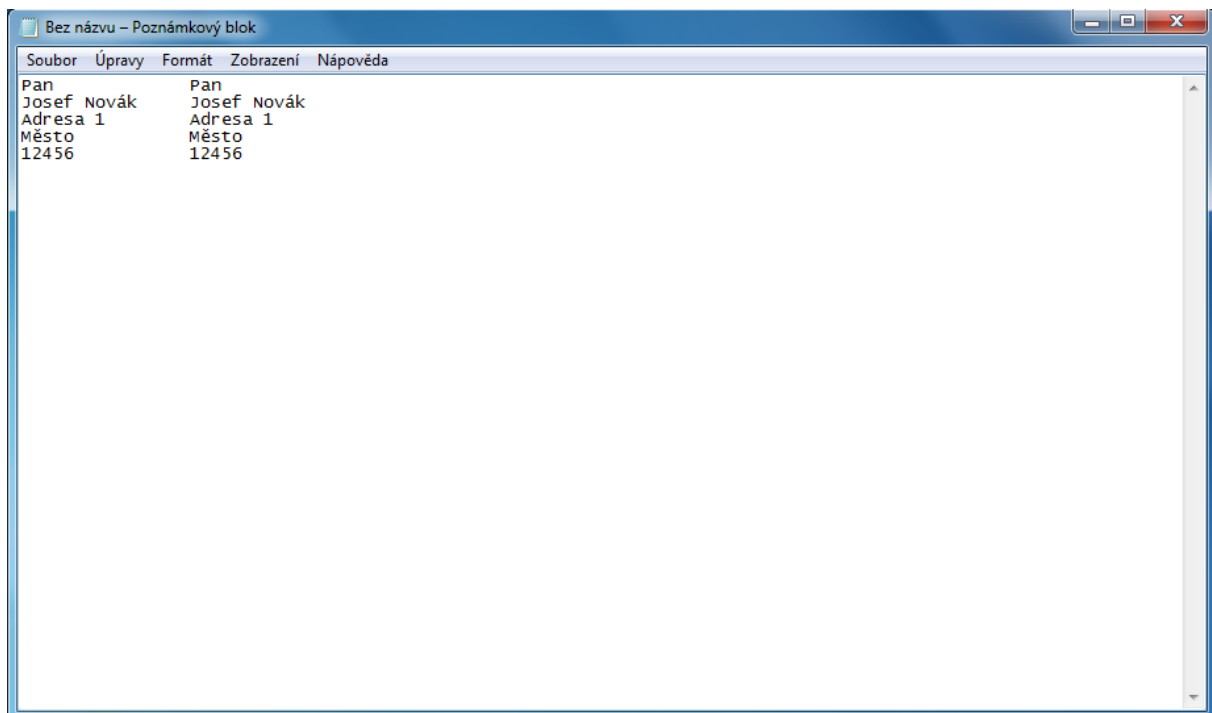 Bez názvu – Poznámkový blok
Soubor Úpravy Formát Zobrazení Nápověda
Pan Pan
Josef Novák Josef Novák
Adresa 1 Adresa 1
Město Město
12456 12456